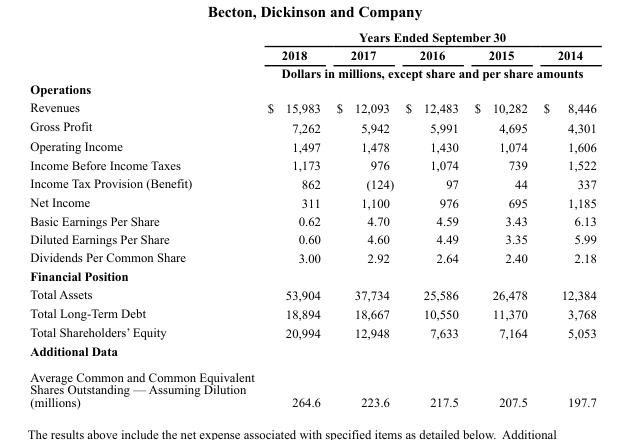 Becton, Dickinson and Company
Years Ended September 30
2018 2017 2016 2015 2014
Dollars in millions, except share and per share amounts
Operations
Revenues $ 15,983 $ 12,093 $ 12,483 $ 10,282 $ 8,446
Gross Profit 7,262 5,942 5,991 4,695 4,301
Operating Income 1,497 1,478 1,430 1,074 1,606
Income Before Income Taxes 1,173 976 1,074 739 1,522
Income Tax Provision (Benefit) 862 (124) 97 44 337
Net Income 311 1,100 976 695 1,185
Basic Earnings Per Share 0.62 4.70 4.59 3.43 6.13
Diluted Earnings Per Share 0.60 4.60 4.49 3.35 5.99
Dividends Per Common Share 3.00 2.92 2.64 2.40 2.18
Financial Position
Total Assets 53,904 37,734 25,586 26,478 12,384
Total Long-Term Debt 18,894 18,667 10,550 11,370 3,768
Total Shareholders' Equity 20,994 12,948 7,633 7,164 5,053
Additional Data
Average Common and Common Equivalent
Shares Outstanding — Assuming Dilution
(millions) 264.6 223.6 217.5 207.5 197.7
The results above include the net expense associated with specified items as detailed below. Additional